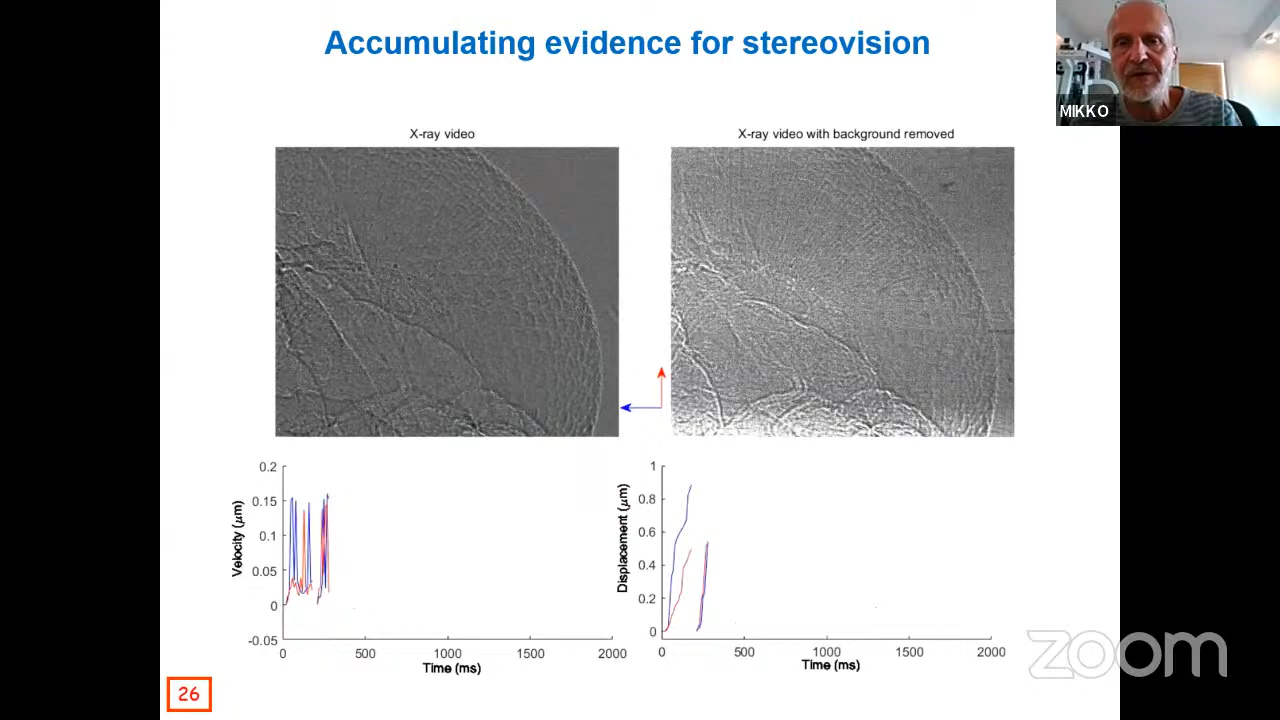 Accumulating evidence for stereovision
MIKKO
X-ray video
X-ray video with background removed
Velocity (μm)
0.2
0.15
0.1
0.05
0
-0.05
0
500
1000
1500
2000
Time (ms)
Displacement (μm)
1
0.8
0.6
0.4
0.2
0
0
500
1000
1500
2000
Time (ms)
zoom
26